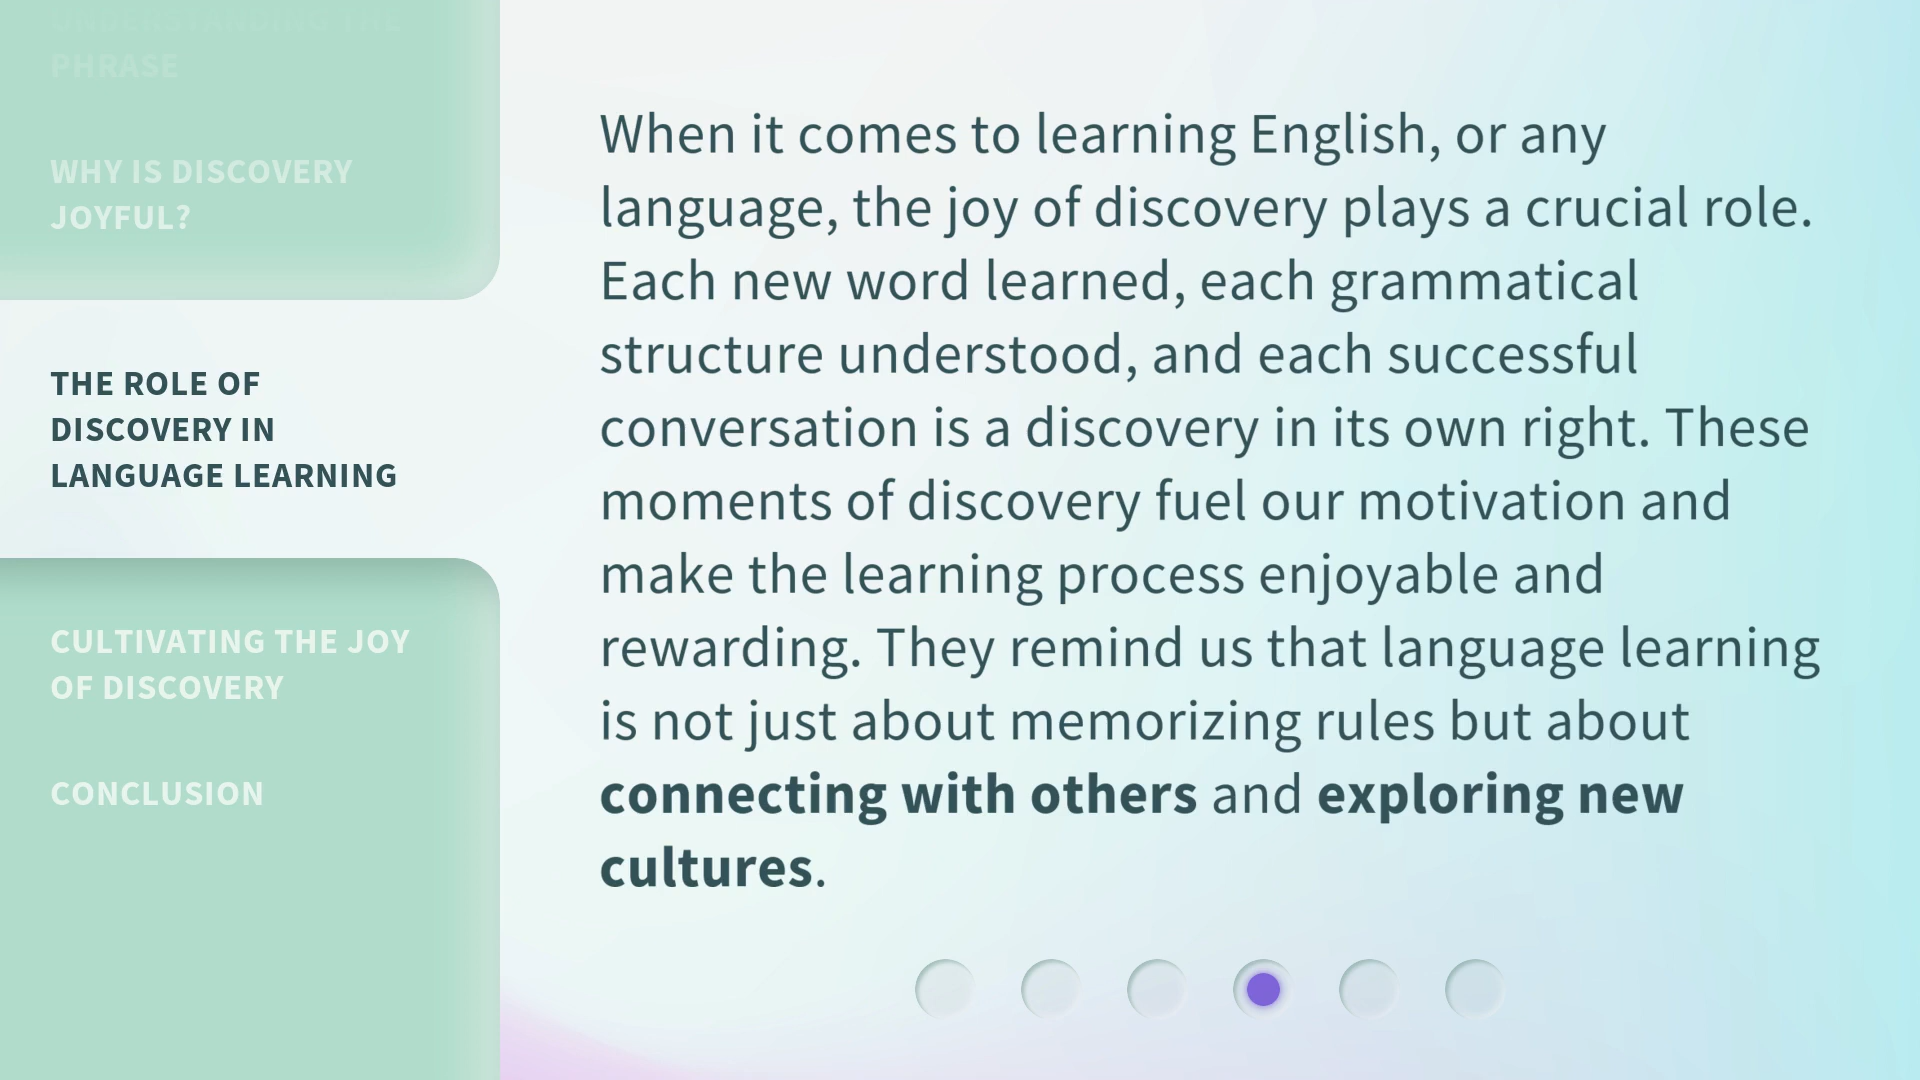 UNDERSTANDING THE
PHRASE
WHY IS DISCOVERY
JOYFUL?
THE ROLE OF
DISCOVERY IN
LANGUAGE LEARNING
CULTIVATING THE JOY
OF DISCOVERY
CONCLUSION
When it comes to learning English, or any
language, the joy of discovery plays a crucial role.
Each new word learned, each grammatical
structure understood, and each successful
conversation is a discovery in its own right. These
moments of discovery fuel our motivation and
make the learning process enjoyable and
rewarding. They remind us that language learning
is not just about memorizing rules but about
connecting with others and exploring new
cultures.